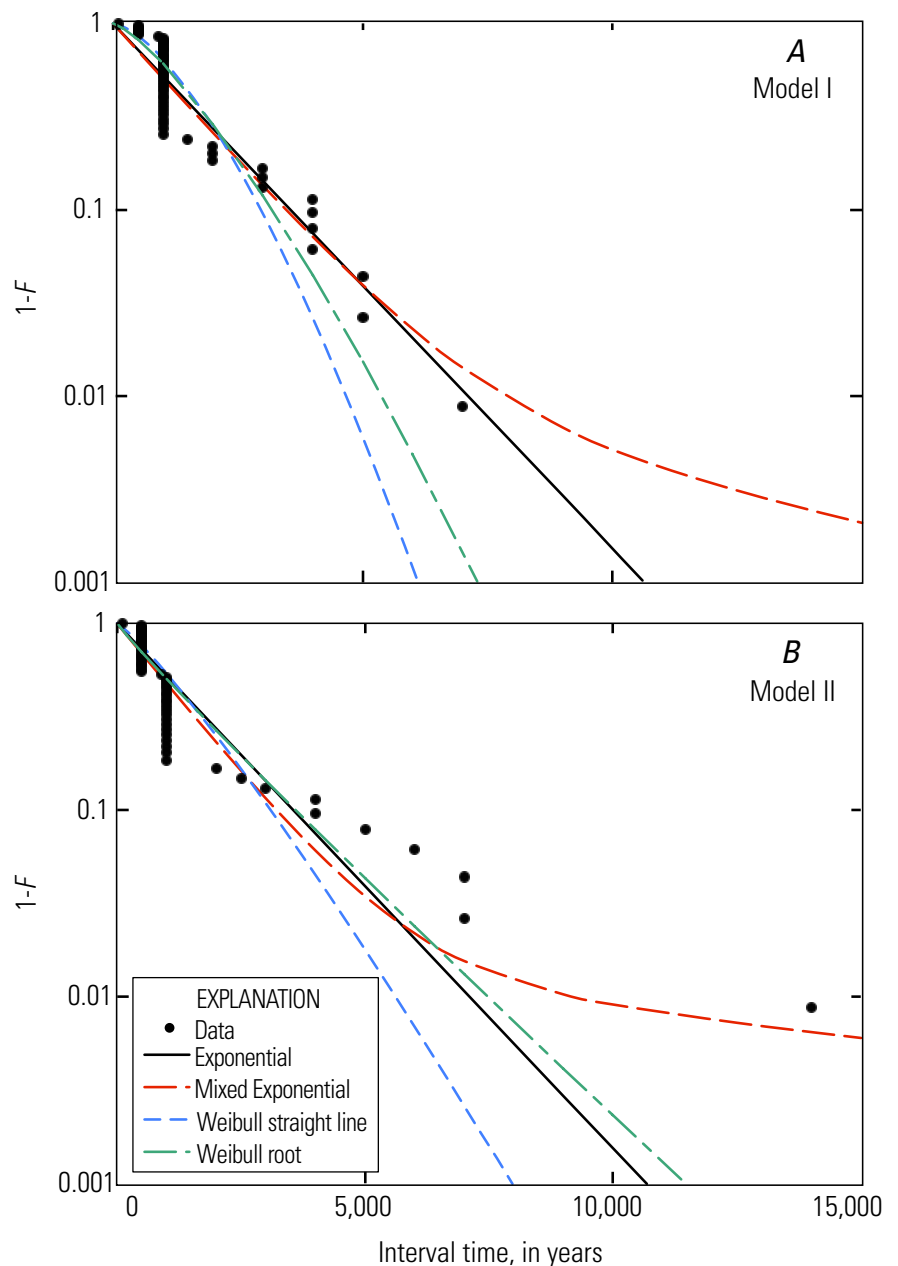 1
A
Model I
0.1
1-F
0.01
0.001
1
B
Model II
0.1
1-F
0.01
EXPLANATION
Data
Exponential
Mixed Exponential
Weibull straight line
Weibull root
0.001
0 5,000 10,000 15,000
Interval time, in years